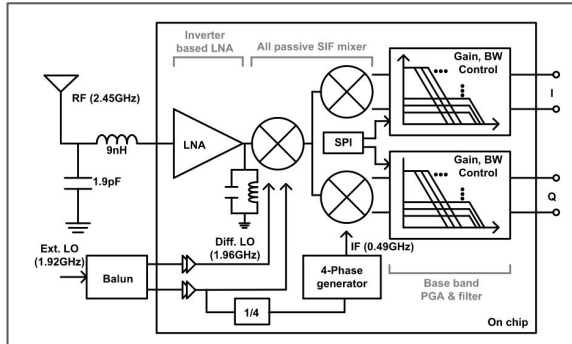 Inverter
based LNA
All passive SIF mixer
Gain, BW
Control
I
RF (2.45GHz)
9nH
LNA
SPI
1.9pF
Gain, BW
Control
Q
Ext. LO
(1.92GHz)
Diff. LO
(1.96GHz)
IF (0.49GHz)
Balun
4-Phase
generator
1/4
Base band
PGA & filter
On chip